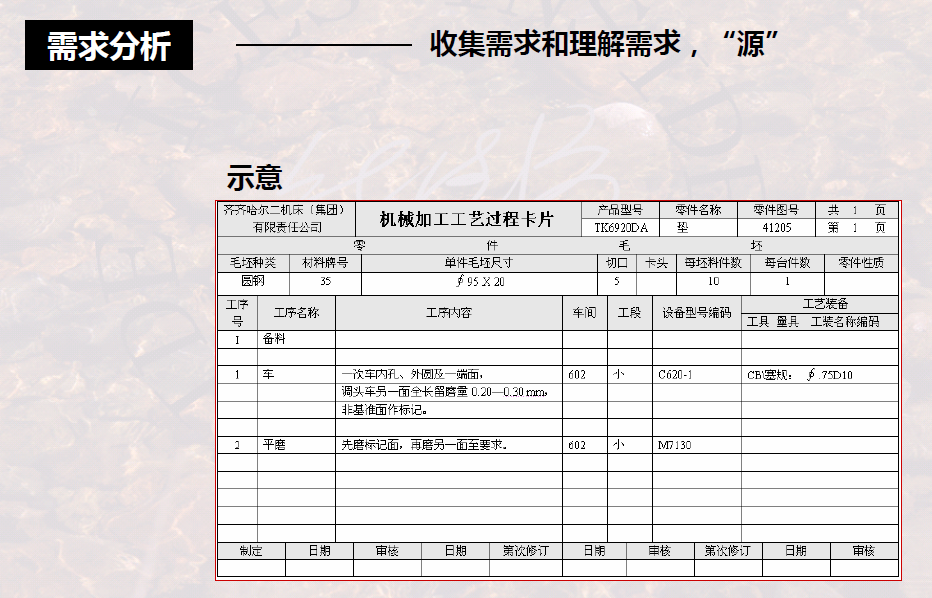 需求分析
收集需求和理解需求，“源”
示意
齐齐哈尔二机床（集团）
有限责任公司
机械加工工艺过程卡片
产品型号 零件名称 零件图号 共 1 页
TK6920DA 垫 41205 第 1 页
零 件 毛 坯
毛坯种类 材料牌号 单件毛坯尺寸 切口 卡头 每坯料件数 每台件数 零件性质
圆钢 35 ∮95 X 20 5 10 1
工序号 工序名称 工序内容 车间 工段 设备型号编码 工艺装备
工具 量具 工装名称编码
I 备料
1 车 一次车内孔、外圆及一端面， 602 小 C620-1 CB\塞规： ∮.75D10
调头车另一面全长留磨量 0.20—0.30 mm，
非基准面作标记。
2 平磨 先磨标记面，再磨另一面至要求。 602 小 M7130
制定 日期 审核 日期 第次修订 日期 审核 第次修订 日期 审核